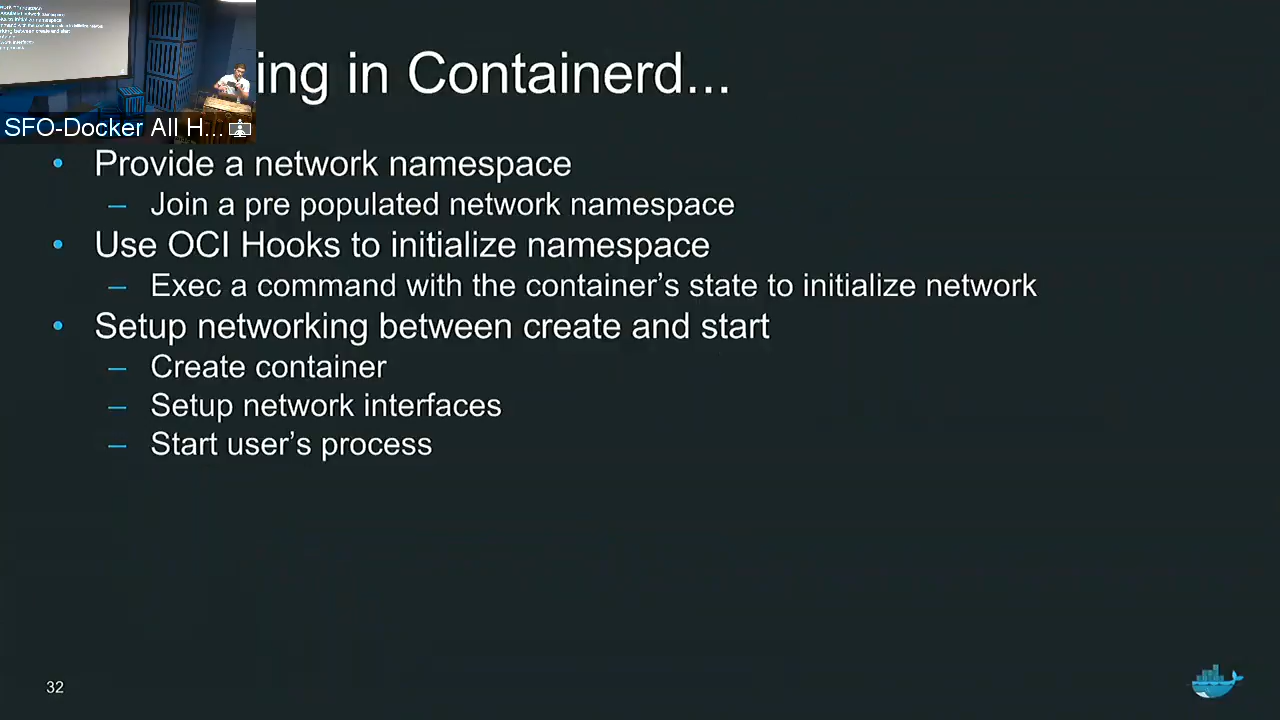 ing in Containerd...
SFO-Docker All H...
• Provide a network namespace
– Join a pre populated network namespace
• Use OCI Hooks to initialize namespace
– Exec a command with the container’s state to initialize network
• Setup networking between create and start
– Create container
– Setup network interfaces
– Start user’s process
32